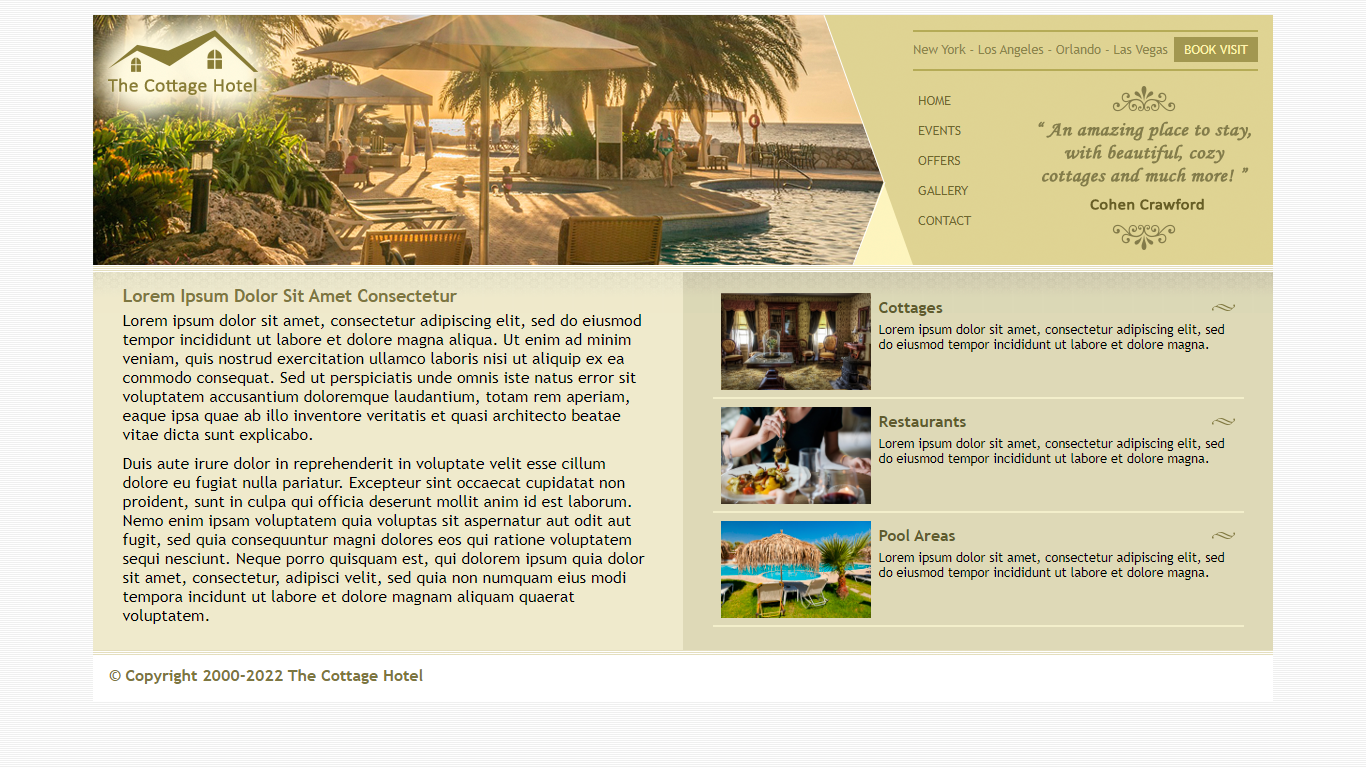 The Cottage Hotel
New York - Los Angeles - Orlando - Las Vegas
BOOK VISIT
HOME
EVENTS
OFFERS
GALLERY
CONTACT
“ An amazing place to stay,
with beautiful, cozy
cottages and much more! ”
Cohen Crawford
Lorem Ipsum Dolor Sit Amet Consectetur
Lorem ipsum dolor sit amet, consectetur adipiscing elit, sed do eiusmod
tempor incididunt ut labore et dolore magna aliqua. Ut enim ad minim
veniam, quis nostrud exercitation ullamco laboris nisi ut aliquip ex ea
commodo consequat. Sed ut perspiciatis unde omnis iste natus error sit
voluptatem accusantium doloremque laudantium, totam rem aperiam,
eaque ipsa quae ab illo inventore veritatis et quasi architecto beatae
vitae dicta sunt explicabo.
Duis aute irure dolor in reprehenderit in voluptate velit esse cillum
dolore eu fugiat nulla pariatur. Excepteur sint occaecat cupidatat non
proident, sunt in culpa qui officia deserunt mollit anim id est laborum.
Nemo enim ipsam voluptatem quia voluptas sit aspernatur aut odit aut
fugit, sed quia consequuntur magni dolores eos qui ratione voluptatem
sequi nesciunt. Neque porro quisquam est, qui dolorem ipsum quia dolor
sit amet, consectetur, adipisci velit, sed quia non numquam eius modi
tempora incidunt ut labore et dolore magnam aliquam quaerat
voluptatem.
Cottages
Lorem ipsum dolor sit amet, consectetur adipiscing elit, sed
do eiusmod tempor incididunt ut labore et dolore magna.
Restaurants
Lorem ipsum dolor sit amet, consectetur adipiscing elit, sed
do eiusmod tempor incididunt ut labore et dolore magna.
Pool Areas
Lorem ipsum dolor sit amet, consectetur adipiscing elit, sed
do eiusmod tempor incididunt ut labore et dolore magna.
© Copyright 2000-2022 The Cottage Hotel